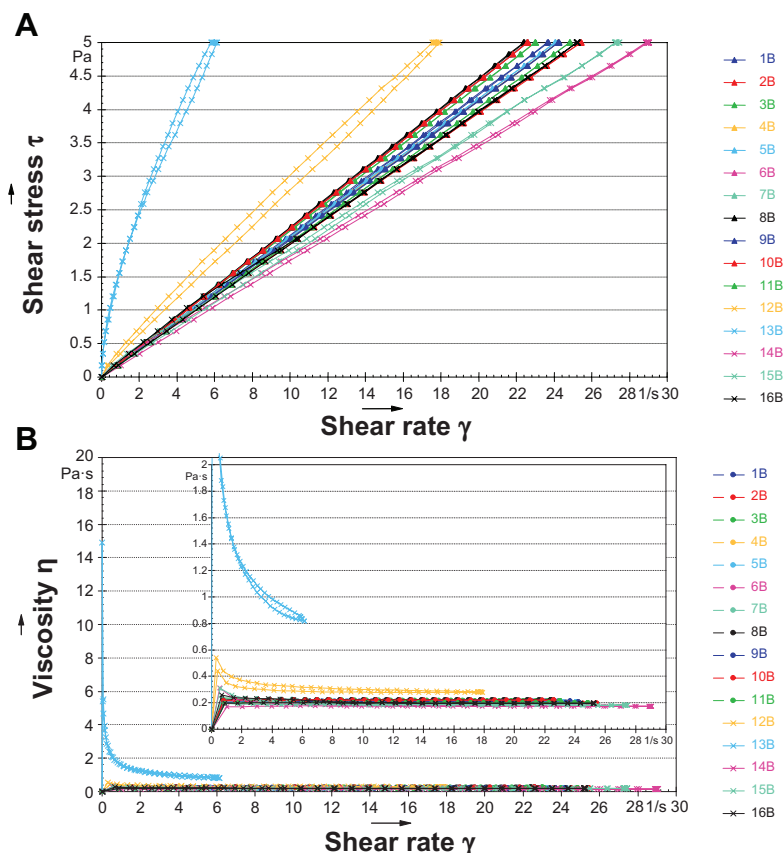 A
5
Pa
4.5
4
3.5
3
2.5
2
1.5
1
0.5
0
Shear stress τ
0 2 4 6 8 10 12 14 16 18 20 22 24 26 28 1/s 30
Shear rate γ
1B
2B
3B
4B
5B
6B
7B
8B
9B
10B
11B
12B
13B
14B
15B
16B
B
20
Pa·s
16
14
12
10
8
6
4
2
0
Viscosity η
2
Pa·s
1.8
1.6
1.4
1.2
1
0.8
0.6
0.4
0.2
0
0 2 4 6 8 10 12 14 16 18 20 22 24 26 28 1/s 30
0 2 4 6 8 10 12 14 16 18 20 22 24 26 28 1/s 30
Shear rate γ
1B
2B
3B
4B
5B
6B
7B
8B
9B
10B
11B
12B
13B
14B
15B
16B